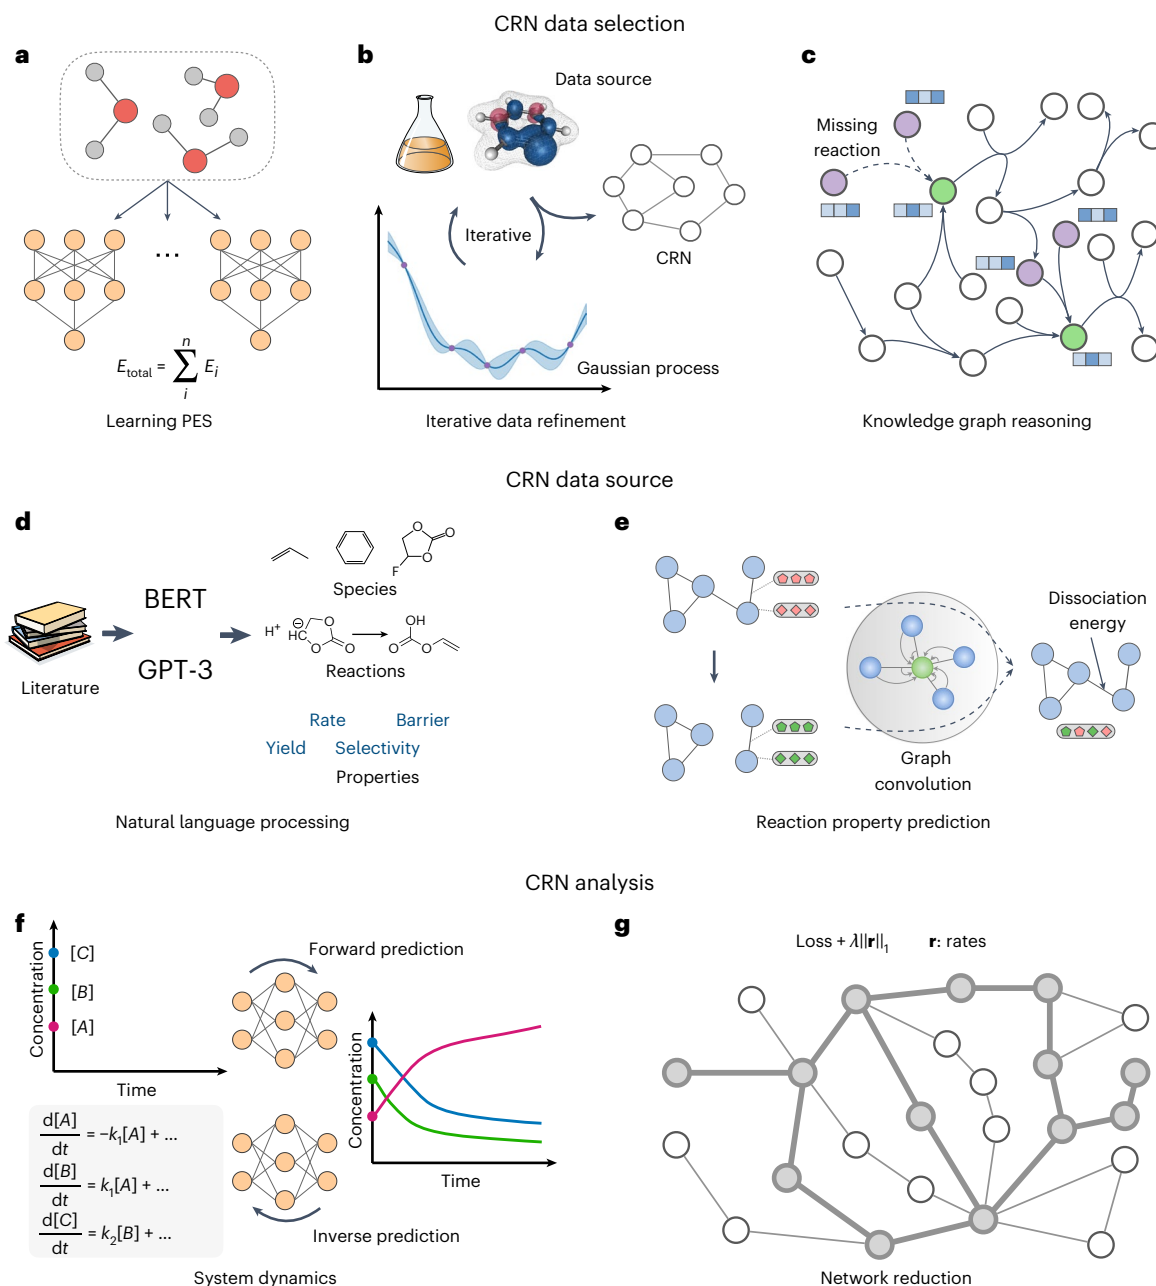 CRN data selection
a
E_total = ∑ E_i
n
i
Learning PES
b
Data source
Iterative
CRN
Gaussian process
Iterative data refinement
c
Missing
reaction
Knowledge graph reasoning
CRN data source
d
Literature
BERT
GPT-3
F
O
O
O
Species
H⁺
⊖
HC
O
O
O
OH
O
O
Reactions
Rate Barrier
Yield Selectivity
Properties
Natural language processing
e
Graph
convolution
Dissociation
energy
Reaction property prediction
CRN analysis
f
Concentration
[C]
[B]
[A]
Time
d[A]/dt = –k₁[A] + ...
d[B]/dt = k₁[A] + ...
d[C]/dt = k₂[B] + ...
Forward prediction
Inverse prediction
Concentration
Time
System dynamics
g
Loss + λ||r||₁ r: rates
Network reduction